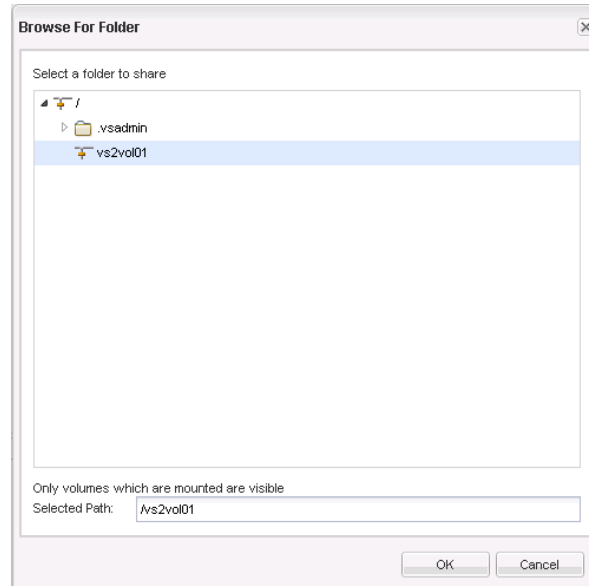 Browse For Folder
Select a folder to share
/
.vsadmin
vs2vol01
Only volumes which are mounted are visible
Selected Path: /vs2vol01
OK Cancel